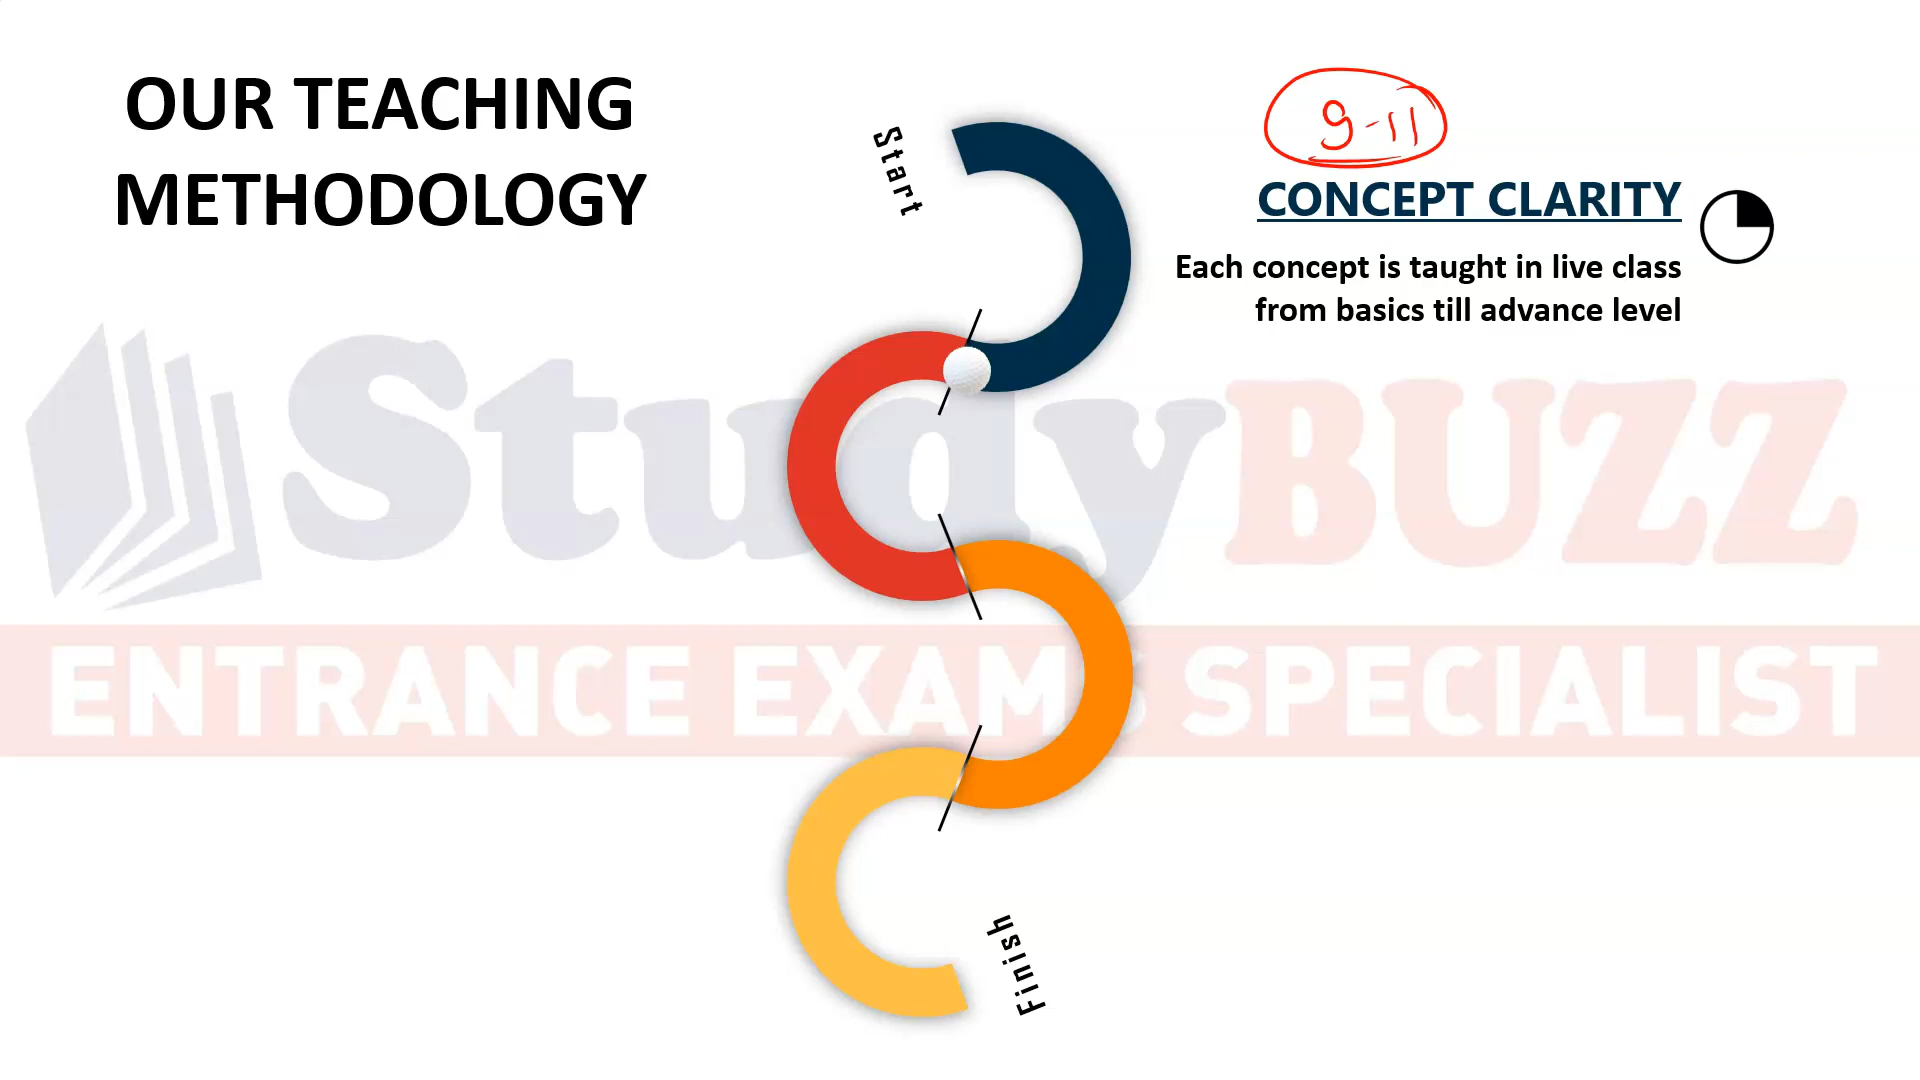 OUR TEACHING
METHODOLOGY
Start
9-11
CONCEPT CLARITY
Each concept is taught in live class
from basics till advance level
StudyBUZZ
ENTRANCE EXAMS SPECIALIST
Finish